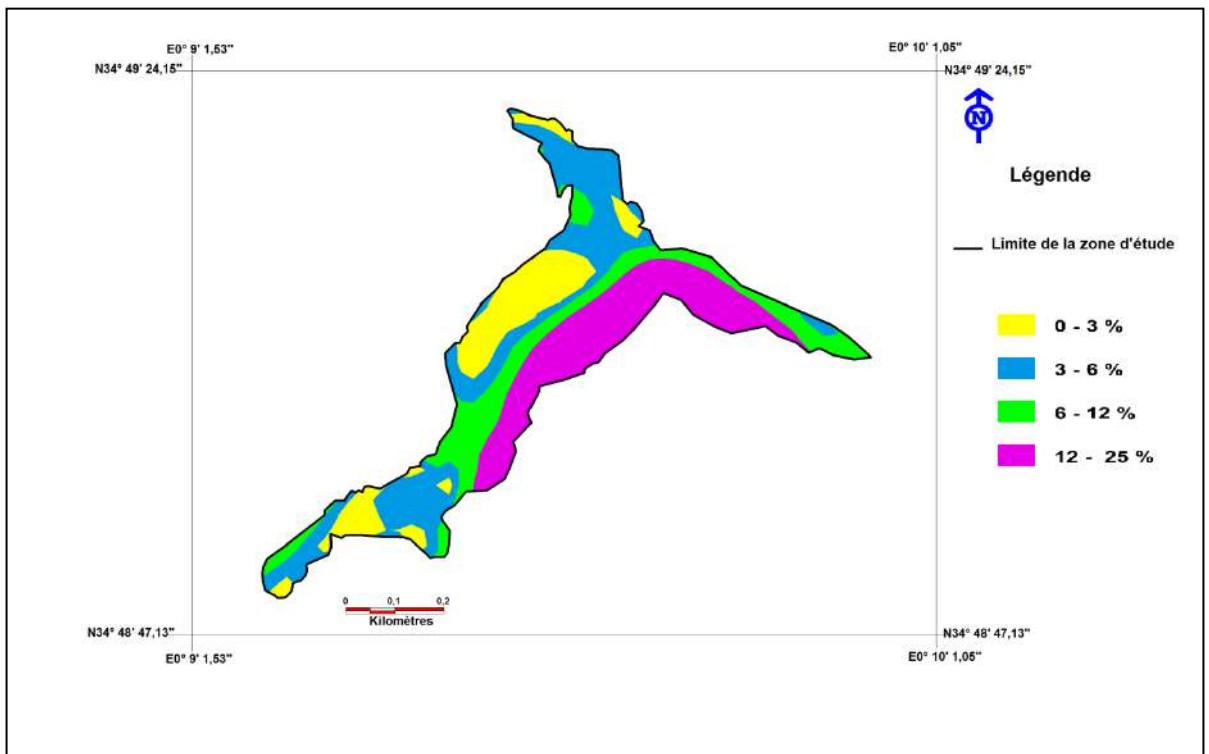 E0° 9' 1,53"
E0° 10' 1,05"
N34° 49' 24,15"
N34° 49' 24,15"
N
Légende
Limite de la zone d'étude
0 - 3 %
3 - 6 %
6 - 12 %
12 - 25 %
0 0,1 0,2
Kilomètres
N34° 48' 47,13"
N34° 48' 47,13"
E0° 9' 1,53"
E0° 10' 1,05"